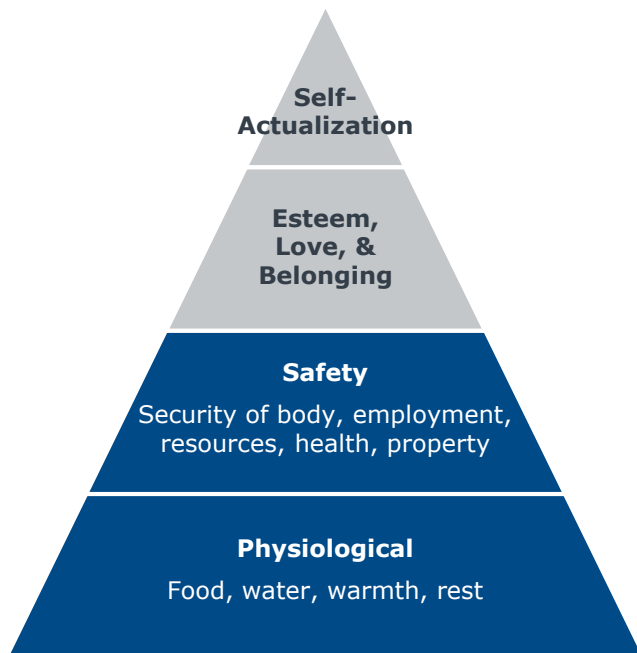 Self-
Actualization
Esteem,
Love, &
Belonging
Safety
Security of body, employment,
resources, health, property
Physiological
Food, water, warmth, rest